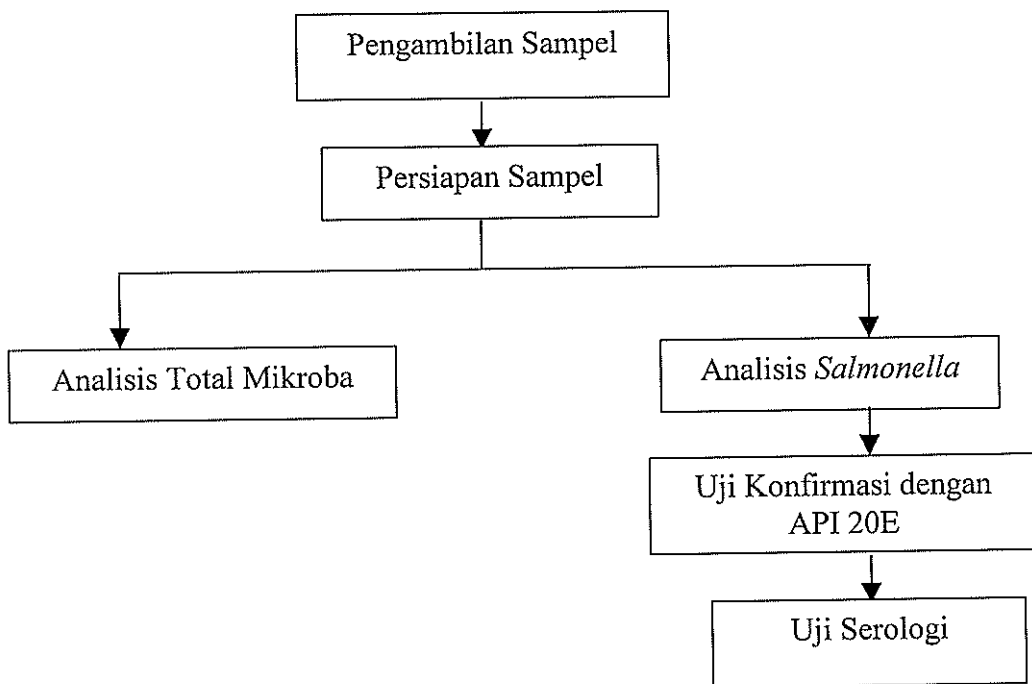 Pengambilan Sampel
Persiapan Sampel
Analisis Total Mikroba
Analisis Salmonella
Uji Konfirmasi dengan
API 20E
Uji Serologi